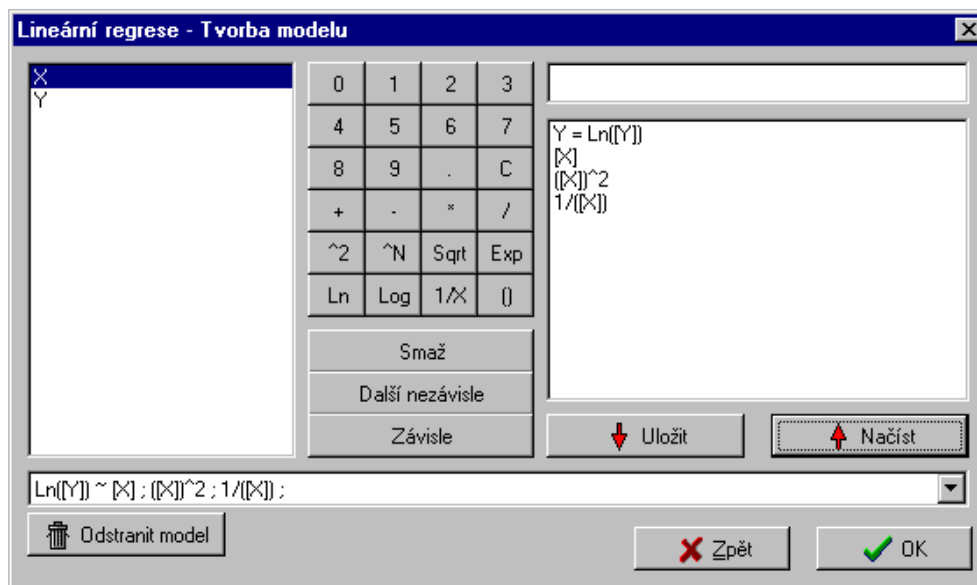 Lineární regrese - Tvorba modelu
X
Y
0 1 2 3
4 5 6 7
8 9 . C
+ - * /
^2 ^N Sqrt Exp
Ln Log 1/X ()
Smaž
Další nezávisle
Závisle
Y = Ln([Y])
[X]
([X])^2
1/([X])
Uložit
Načíst
Ln([Y]) ~ [X] ; ([X])^2 ; 1/([X]) ;
Odstranit model
Zpět
OK